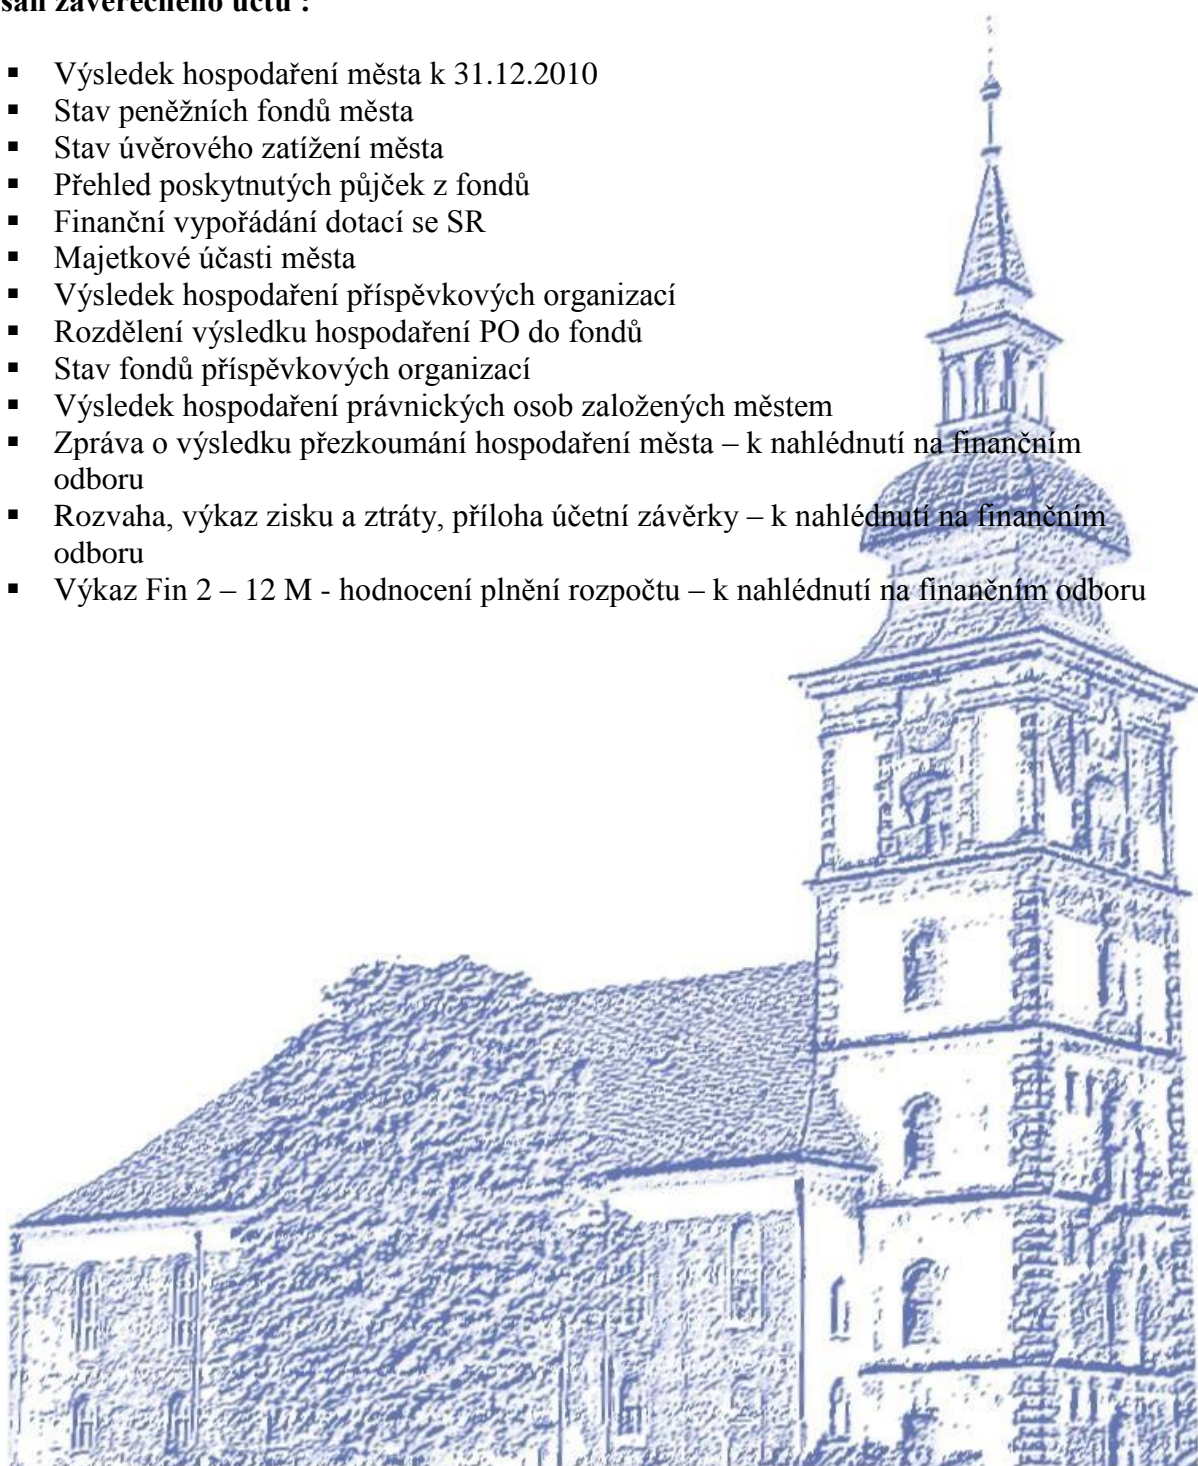 závěrečného účtu :
▪ Výsledek hospodaření města k 31.12.2010
▪ Stav peněžních fondů města
▪ Stav úvěrového zatížení města
▪ Přehled poskytnutých půjček z fondů
▪ Finanční vypořádání dotací se SR
▪ Majetkové účasti města
▪ Výsledek hospodaření příspěvkových organizací
▪ Rozdělení výsledku hospodaření PO do fondů
▪ Stav fondů příspěvkových organizací
▪ Výsledek hospodaření právnických osob založených městem
▪ Zpráva o výsledku přezkoumání hospodaření města – k nahlédnutí na finančním
odboru
▪ Rozvaha, výkaz zisku a ztráty, příloha účetní závěrky – k nahlédnutí na finančním
odboru
▪ Výkaz Fin 2 – 12 M - hodnocení plnění rozpočtu – k nahlédnutí na finančním odboru